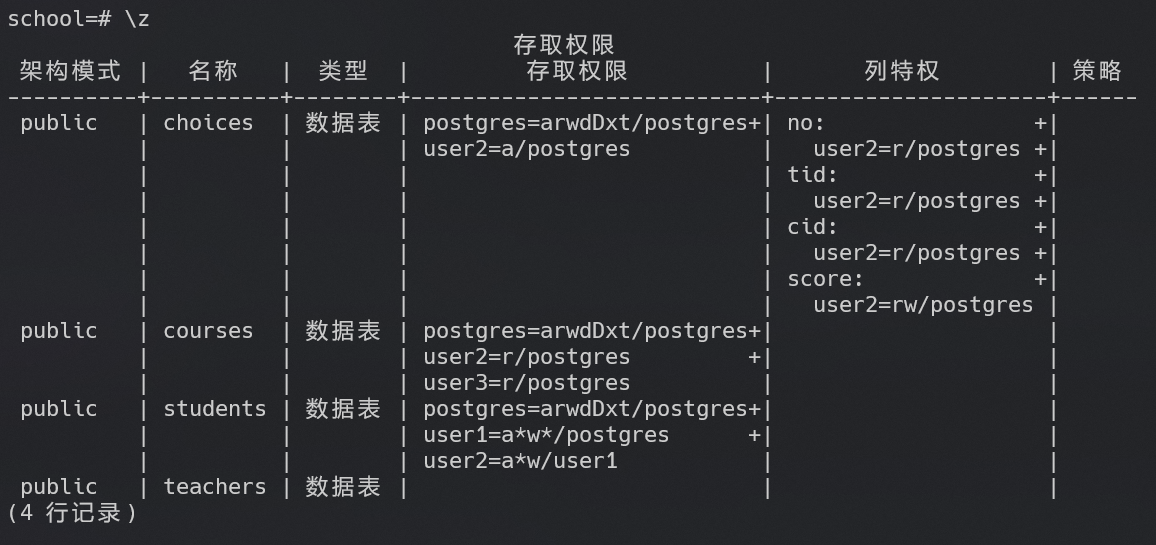 school=# \z
                                       存取权限
 架构模式 |   名称   |  类型  |         存取权限          |       列特权        | 策略
----------+----------+--------+---------------------------+---------------------+------
 public   | choices  | 数据表 | postgres=arwdDxt/postgres+| no:                +|
          |          |        | user2=a/postgres          |   user2=r/postgres +|
          |          |        |                           | tid:               +|
          |          |        |                           |   user2=r/postgres +|
          |          |        |                           | cid:               +|
          |          |        |                           |   user2=r/postgres +|
          |          |        |                           | score:             +|
          |          |        |                           |   user2=rw/postgres |
 public   | courses  | 数据表 | postgres=arwdDxt/postgres+|                     |
          |          |        | user2=r/postgres         +|                     |
          |          |        | user3=r/postgres          |                     |
 public   | students | 数据表 | postgres=arwdDxt/postgres+|                     |
          |          |        | user1=a*w*/postgres      +|                     |
          |          |        | user2=a*w/user1           |                     |
 public   | teachers | 数据表 |                           |                     |
(4 行记录)